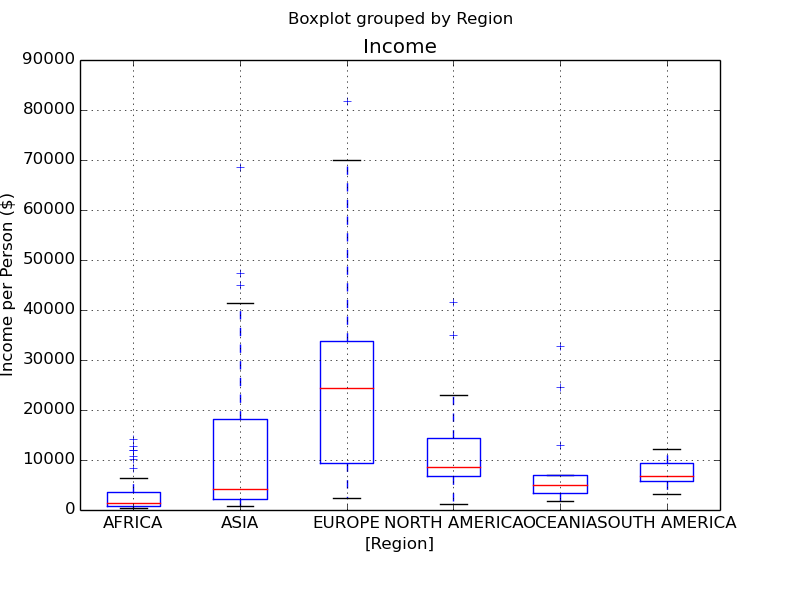 Boxplot grouped by Region
Income
90000
80000
70000
60000
50000
40000
30000
20000
10000
0
Income per Person ($)
AFRICA ASIA EUROPE NORTH AMERICA OCEANIA SOUTH AMERICA
[Region]